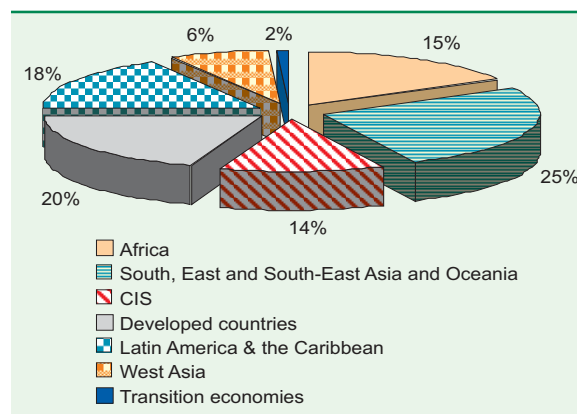 6%
2%
15%
18%
25%
20%
14%
Africa
South, East and South-East Asia and Oceania
CIS
Developed countries
Latin America & the Caribbean
West Asia
Transition economies